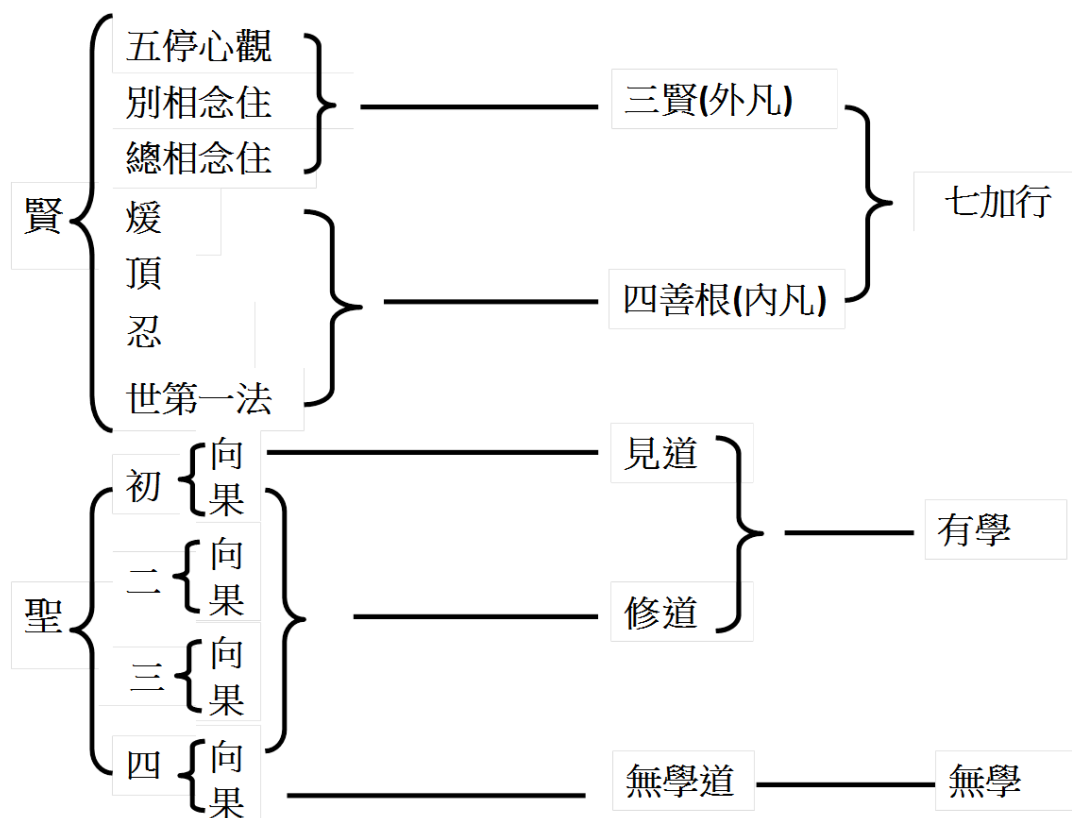 五停心觀
別相念住
總相念住
三賢(外凡)
賢
煖
七加行
頂
四善根(內凡)
忍
世第一法
初
向
果
見道
二
向
果
有學
聖
修道
三
向
果
四
向
果
無學道
無學